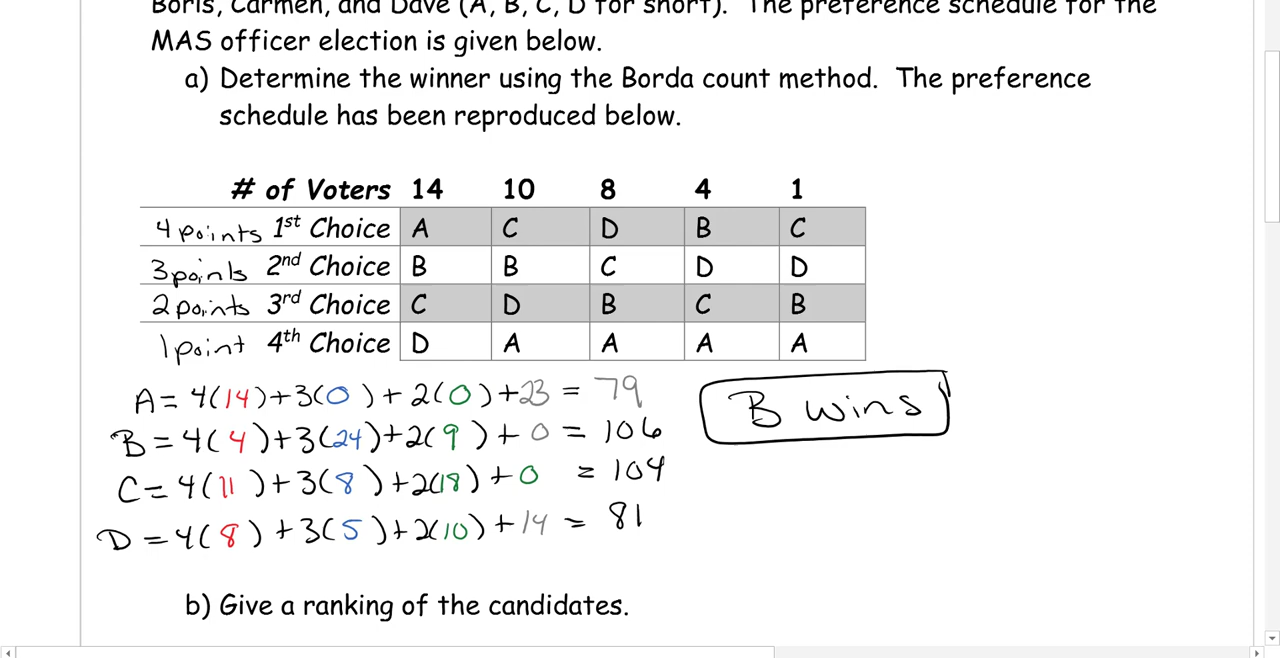 Boris, Carmen, and Dave (A, B, C, D for short). The preference schedule for the
MAS officer election is given below.
a) Determine the winner using the Borda count method. The preference
schedule has been reproduced below.
# of Voters 14 10 8 4 1
4 points 1st Choice A C D B C
3 points 2nd Choice B B C D D
2 points 3rd Choice C D B C B
1 point 4th Choice D A A A A
A = 4(14)+3(0)+2(0)+23 = 79
B = 4(4)+3(24)+2(9)+0 = 106
C = 4(11)+3(8)+2(18)+0 = 104
D = 4(8)+3(5)+2(10)+14 = 81
B wins
b) Give a ranking of the candidates.